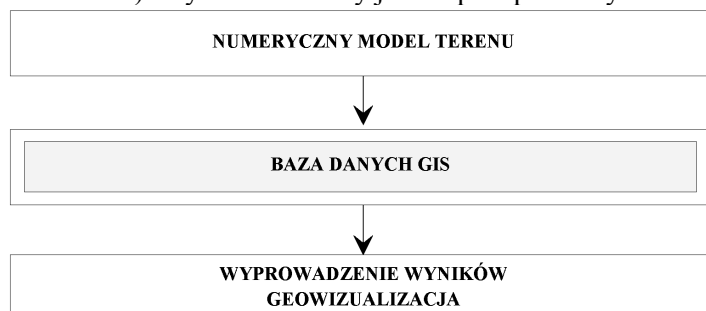 NUMERYCZNY MODEL TERENU
BAZA DANYCH GIS
WYPROWADZENIE WYNIKÓW
GEOWIZUALIZACJA